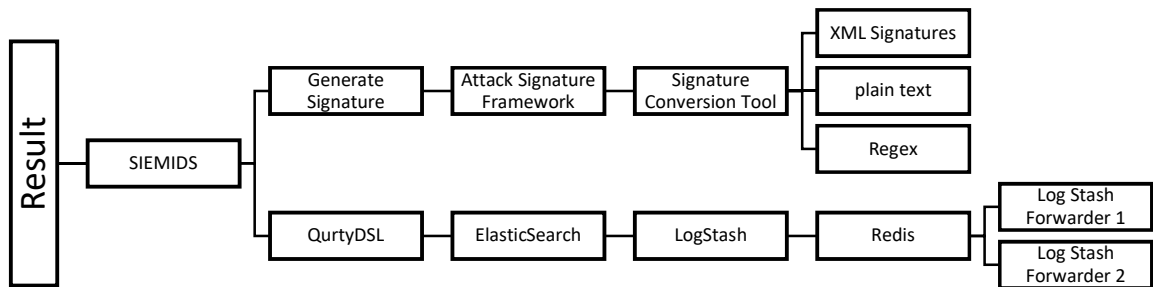 Result
SIEMIDS
Generate
Signature
Attack Signature
Framework
Signature
Conversion Tool
XML Signatures
plain text
Regex
QurtyDSL
ElasticSearch
LogStash
Redis
Log Stash
Forwarder 1
Log Stash
Forwarder 2